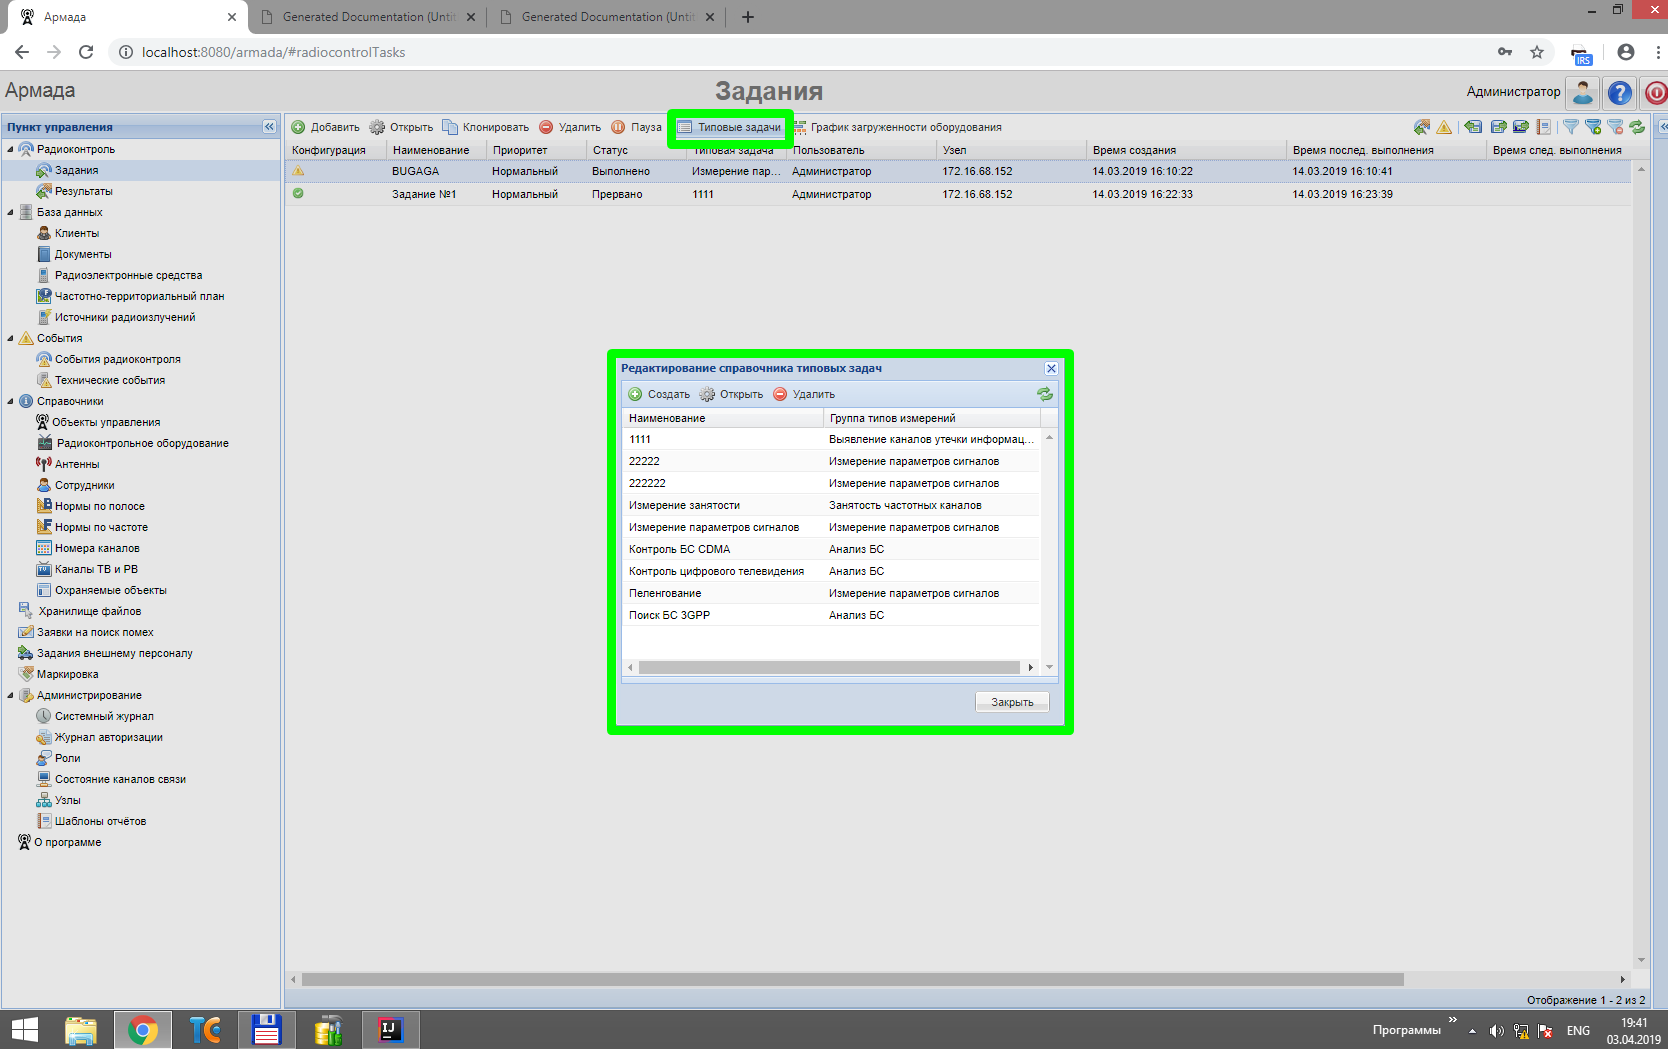 Армада
Generated Documentation (Untit
Generated Documentation (Untit
localhost:8080/armada/#radiocontrolTasks
IRS
Армада
Задания
Администратор
Пункт управления
Радиоконтроль
Задания
Результаты
База данных
Клиенты
Документы
Радиоэлектронные средства
Частотно-территориальный план
Источники радиоизлучений
События
События радиоконтроля
Технические события
Справочники
Объекты управления
Радиоконтрольное оборудование
Антенны
Сотрудники
Нормы по полосе
Нормы по частоте
Номера каналов
Каналы ТВ и РВ
Охраняемые объекты
Хранилище файлов
Заявки на поиск помех
Задания внешнему персоналу
Маркировка
Администрирование
Системный журнал
Журнал авторизации
Роли
Состояние каналов связи
Узлы
Шаблоны отчётов
О программе
Добавить Открыть Клонировать Удалить Пауза Типовые задачи График загруженности оборудования
Конфигурация Наименование Приоритет Статус Типовая задача Пользователь Узел Время создания Время послед. выполнения Время след. выполнения
BUGAGA Нормальный Выполнено Измерение пар... Администратор 172.16.68.152 14.03.2019 16:10:22 14.03.2019 16:10:41
Задание №1 Нормальный Прервано 1111 Администратор 172.16.68.152 14.03.2019 16:22:33 14.03.2019 16:23:39
Редактирование справочника типовых задач
Создать Открыть Удалить
Наименование Группа типов измерений
1111 Выявление каналов утечки информац...
22222 Измерение параметров сигналов
222222 Измерение параметров сигналов
Измерение занятости Занятость частотных каналов
Измерение параметров сигналов Измерение параметров сигналов
Контроль БС CDMA Анализ БС
Контроль цифрового телевидения Анализ БС
Пеленгование Измерение параметров сигналов
Поиск БС 3GPP Анализ БС
Закрыть
Отображение 1 - 2 из 2
TC
IJ
Программы
ENG
19:41
03.04.2019